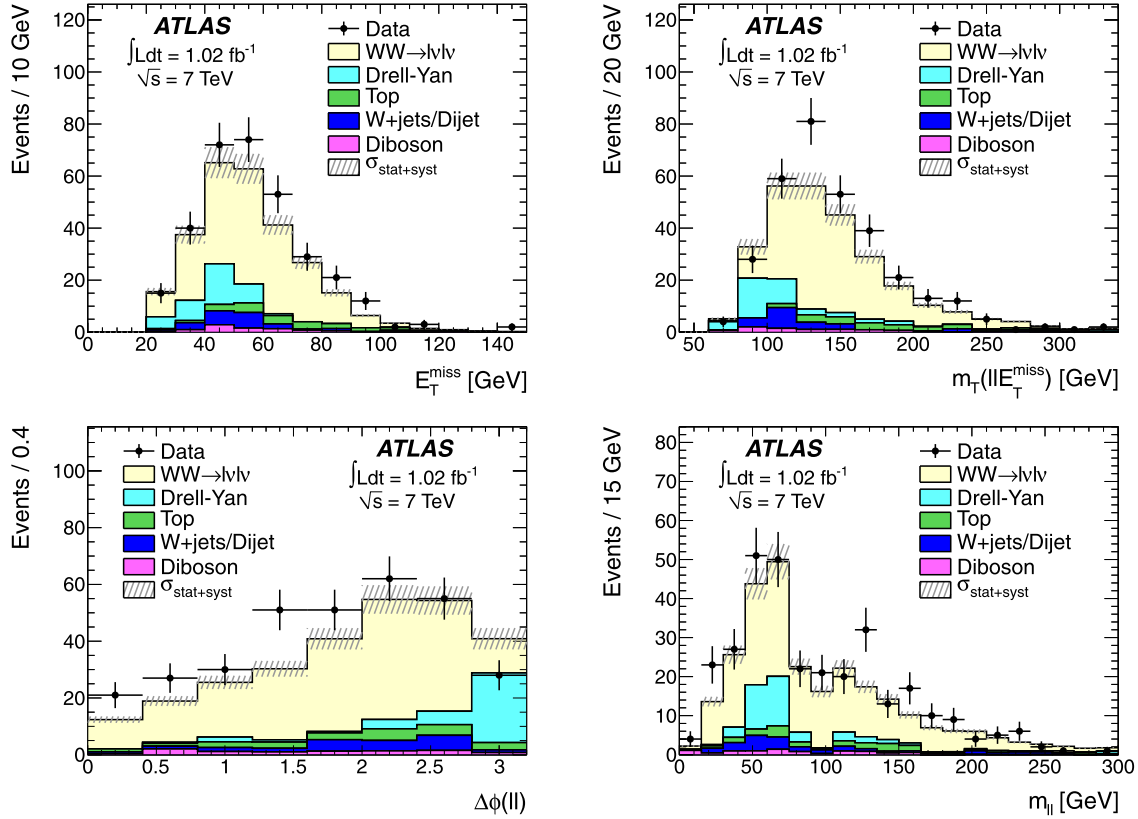 ATLAS
∫Ldt = 1.02 fb⁻¹
√s = 7 TeV
Data
WW→lνlν
Drell-Yan
Top
W+jets/Dijet
Diboson
σstat+syst
Events / 10 GeV
0 20 40 60 80 100 120
0 20 40 60 80 100 120 140
E_T^miss [GeV]
ATLAS
∫Ldt = 1.02 fb⁻¹
√s = 7 TeV
Data
WW→lνlν
Drell-Yan
Top
W+jets/Dijet
Diboson
σstat+syst
Events / 20 GeV
0 20 40 60 80 100 120
50 100 150 200 250 300
m_T(llE_T^miss) [GeV]
Data
WW→lνlν
Drell-Yan
Top
W+jets/Dijet
Diboson
σstat+syst
ATLAS
∫Ldt = 1.02 fb⁻¹
√s = 7 TeV
Events / 0.4
0 20 40 60 80 100
0 0.5 1 1.5 2 2.5 3
Δϕ(ll)
ATLAS
∫Ldt = 1.02 fb⁻¹
√s = 7 TeV
Data
WW→lνlν
Drell-Yan
Top
W+jets/Dijet
Diboson
σstat+syst
Events / 15 GeV
0 10 20 30 40 50 60 70 80
0 50 100 150 200 250 300
m_ll [GeV]